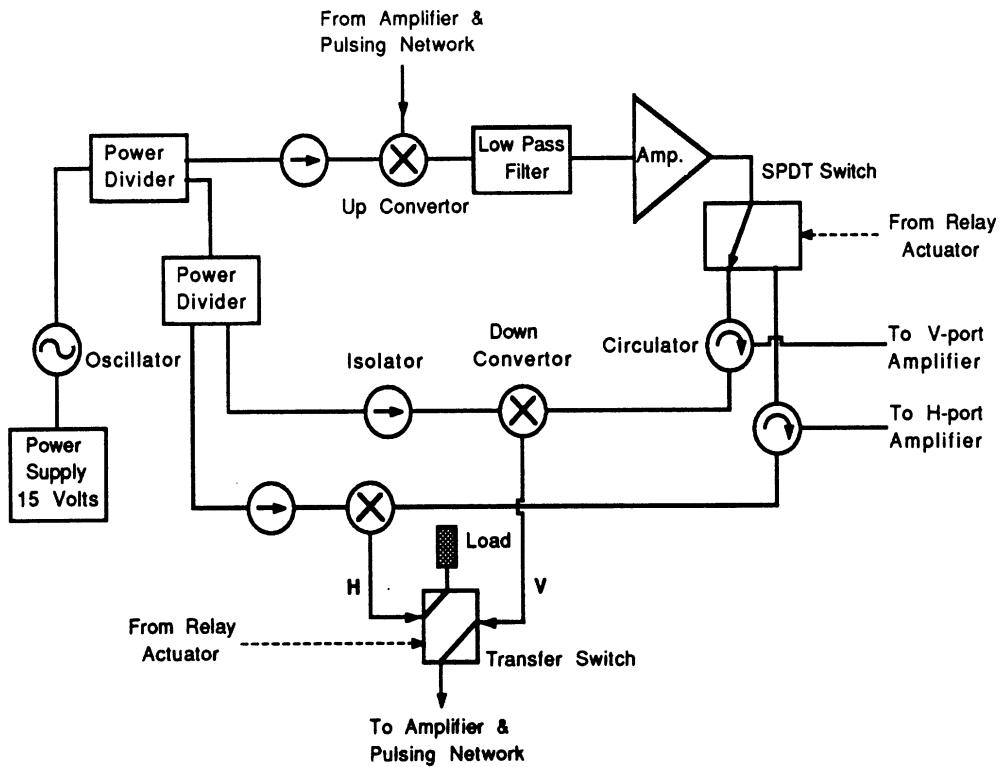 From Amplifier &
Pulsing Network
Power
Divider
Up Convertor
Low Pass
Filter
Amp.
SPDT Switch
From Relay
Actuator
Power
Divider
Oscillator
Isolator
Down
Convertor
Circulator
To V-port
Amplifier
To H-port
Amplifier
Power
Supply
15 Volts
Load
H
V
From Relay
Actuator
Transfer Switch
To Amplifier &
Pulsing Network